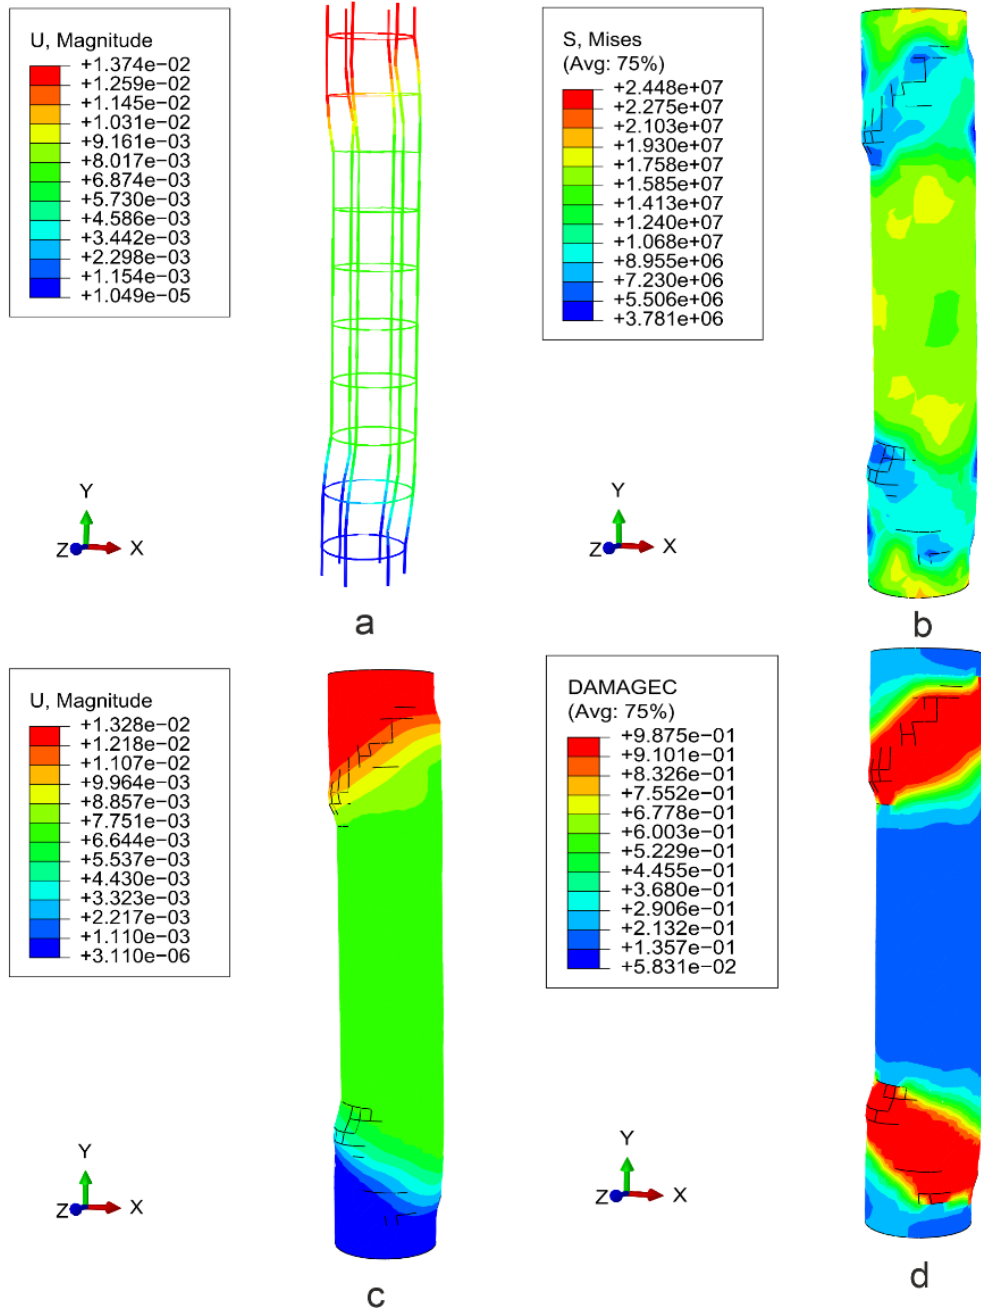 U, Magnitude
+1.374e−02
+1.259e−02
+1.145e−02
+1.031e−02
+9.161e−03
+8.017e−03
+6.874e−03
+5.730e−03
+4.586e−03
+3.442e−03
+2.298e−03
+1.154e−03
+1.049e−05
Y
Z
X
a
S, Mises
(Avg: 75%)
+2.448e+07
+2.275e+07
+2.103e+07
+1.930e+07
+1.758e+07
+1.585e+07
+1.413e+07
+1.240e+07
+1.068e+07
+8.955e+06
+7.230e+06
+5.506e+06
+3.781e+06
Y
Z
X
b
U, Magnitude
+1.328e−02
+1.218e−02
+1.107e−02
+9.964e−03
+8.857e−03
+7.751e−03
+6.644e−03
+5.537e−03
+4.430e−03
+3.323e−03
+2.217e−03
+1.110e−03
+3.110e−06
Y
Z
X
c
DAMAGEC
(Avg: 75%)
+9.875e−01
+9.101e−01
+8.326e−01
+7.552e−01
+6.778e−01
+6.003e−01
+5.229e−01
+4.455e−01
+3.680e−01
+2.906e−01
+2.132e−01
+1.357e−01
+5.831e−02
Y
Z
X
d